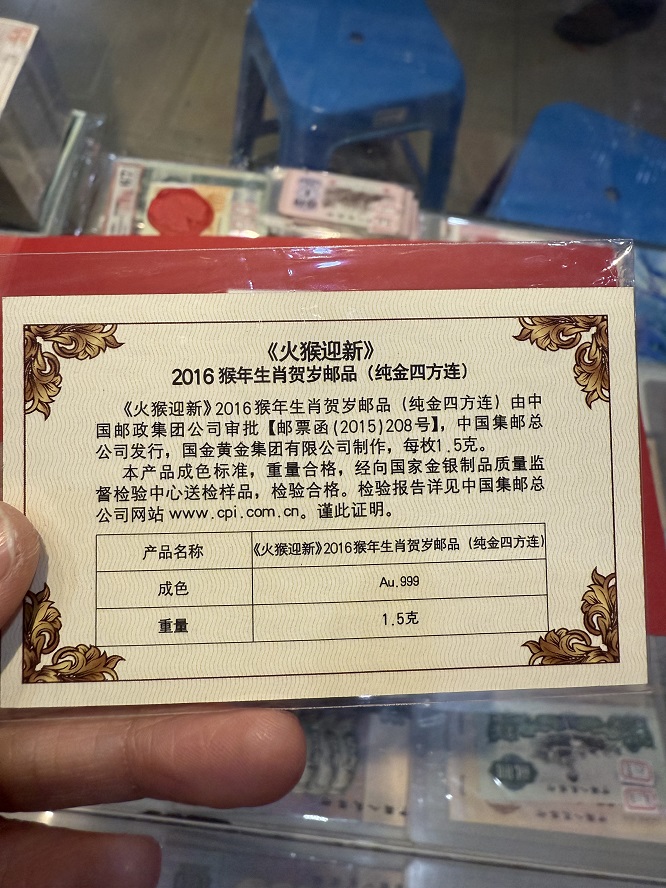 《火猴迎新》
2016猴年生肖贺岁邮品（纯金四方连）
《火猴迎新》2016猴年生肖贺岁邮品（纯金四方连）由中
国邮政集团公司审批【邮票函(2015)208号】，中国集邮总
公司发行，国金黄金集团有限公司制作，每枚1.5克。
本产品成色标准，重量合格，经向国家金银制品质量监
督检验中心送检样品，检验合格。检验报告详见中国集邮总
公司网站 www.cpi.com.cn。谨此证明。
产品名称 《火猴迎新》2016猴年生肖贺岁邮品（纯金四方连）
成色 Au.999
重量 1.5克